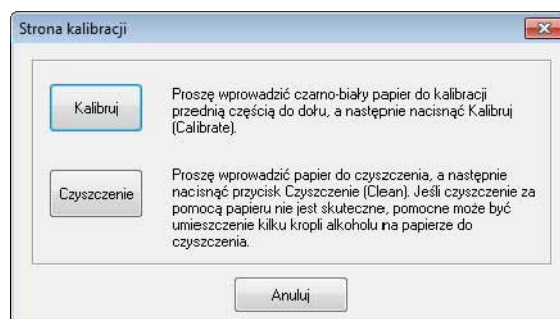 Strona kalibracji
Kalibruj
Proszę wprowadzić czarno-biały papier do kalibracji
przednią częścią do dołu, a następnie nacisnąć Kalibruj
(Calibrate).
Czyszczenie
Proszę wprowadzić papier do czyszczenia, a następnie
nacisnąć przycisk Czyszczenie (Clean). Jeśli czyszczenie za
pomocą papieru nie jest skuteczne, pomocne może być
umieszczenie kilku kropli alkoholu na papierze do
czyszczenia.
Anuluj